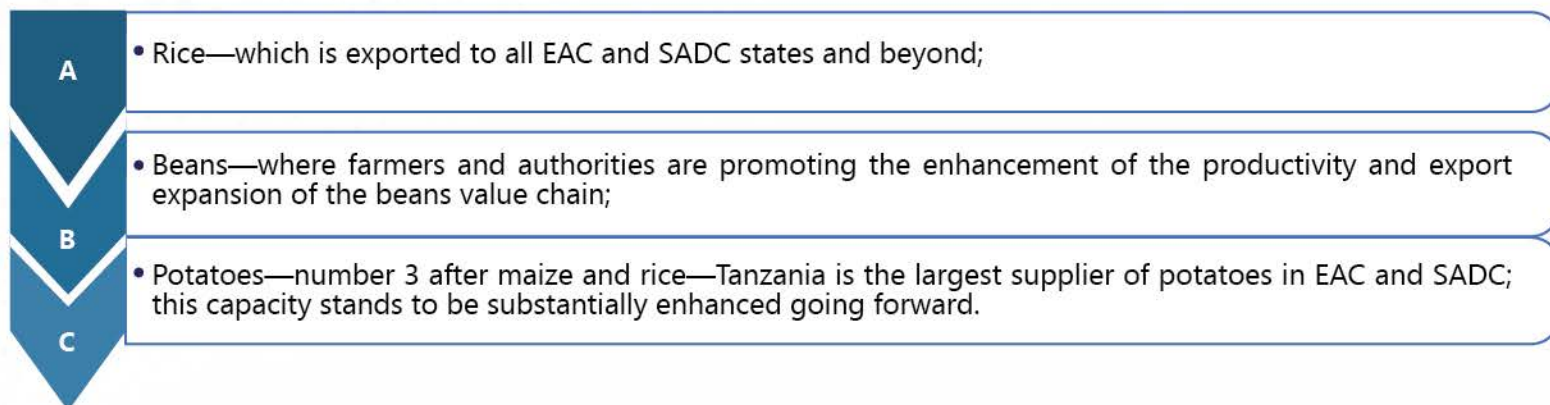 A
• Rice—which is exported to all EAC and SADC states and beyond;
• Beans—where farmers and authorities are promoting the enhancement of the productivity and export
expansion of the beans value chain;
B
• Potatoes—number 3 after maize and rice—Tanzania is the largest supplier of potatoes in EAC and SADC;
this capacity stands to be substantially enhanced going forward.
C